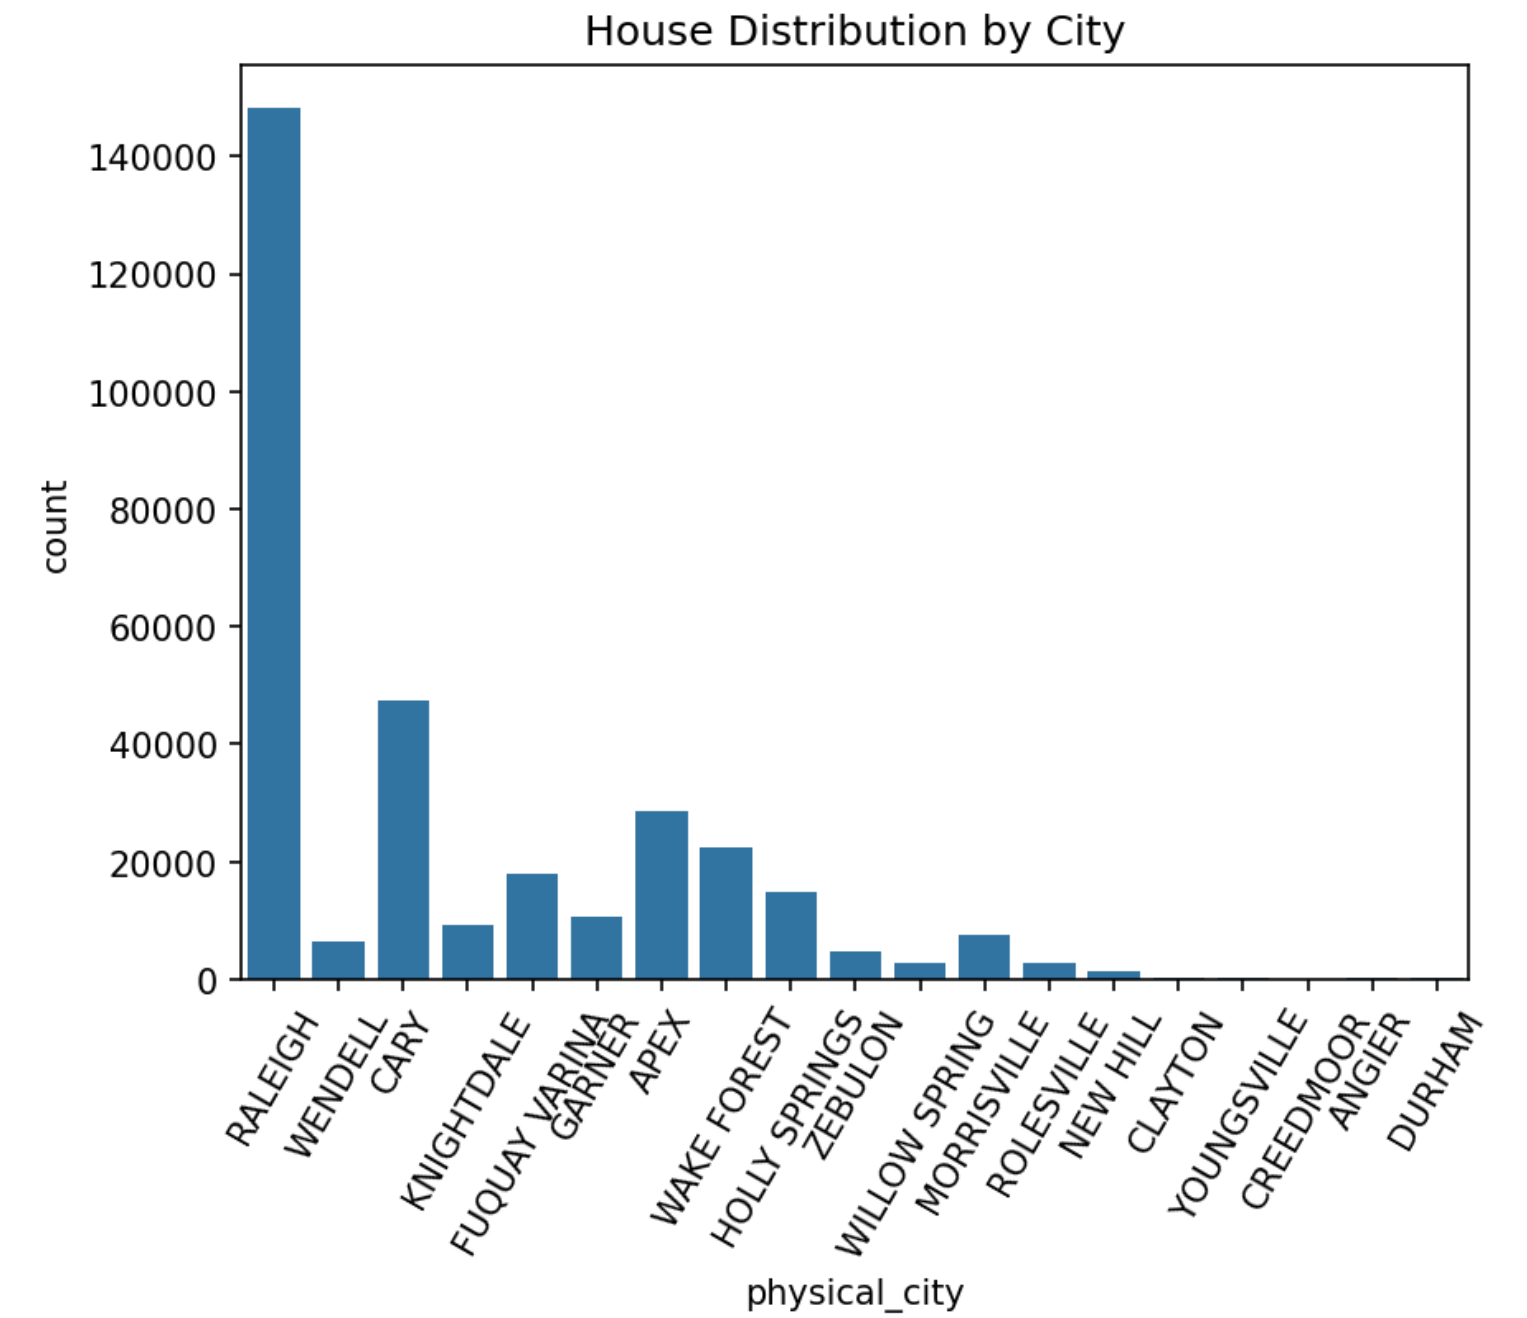 House Distribution by City
140000
120000
100000
80000
60000
40000
20000
0
count
RALEIGH
WENDELL
CARY
KNIGHTDALE
FUQUAY VARINA
GARNER
APEX
WAKE FOREST
HOLLY SPRINGS
ZEBULON
WILLOW SPRING
MORRISVILLE
ROLESVILLE
NEW HILL
CLAYTON
YOUNGSVILLE
CREEDMOOR
ANGIER
DURHAM
physical_city